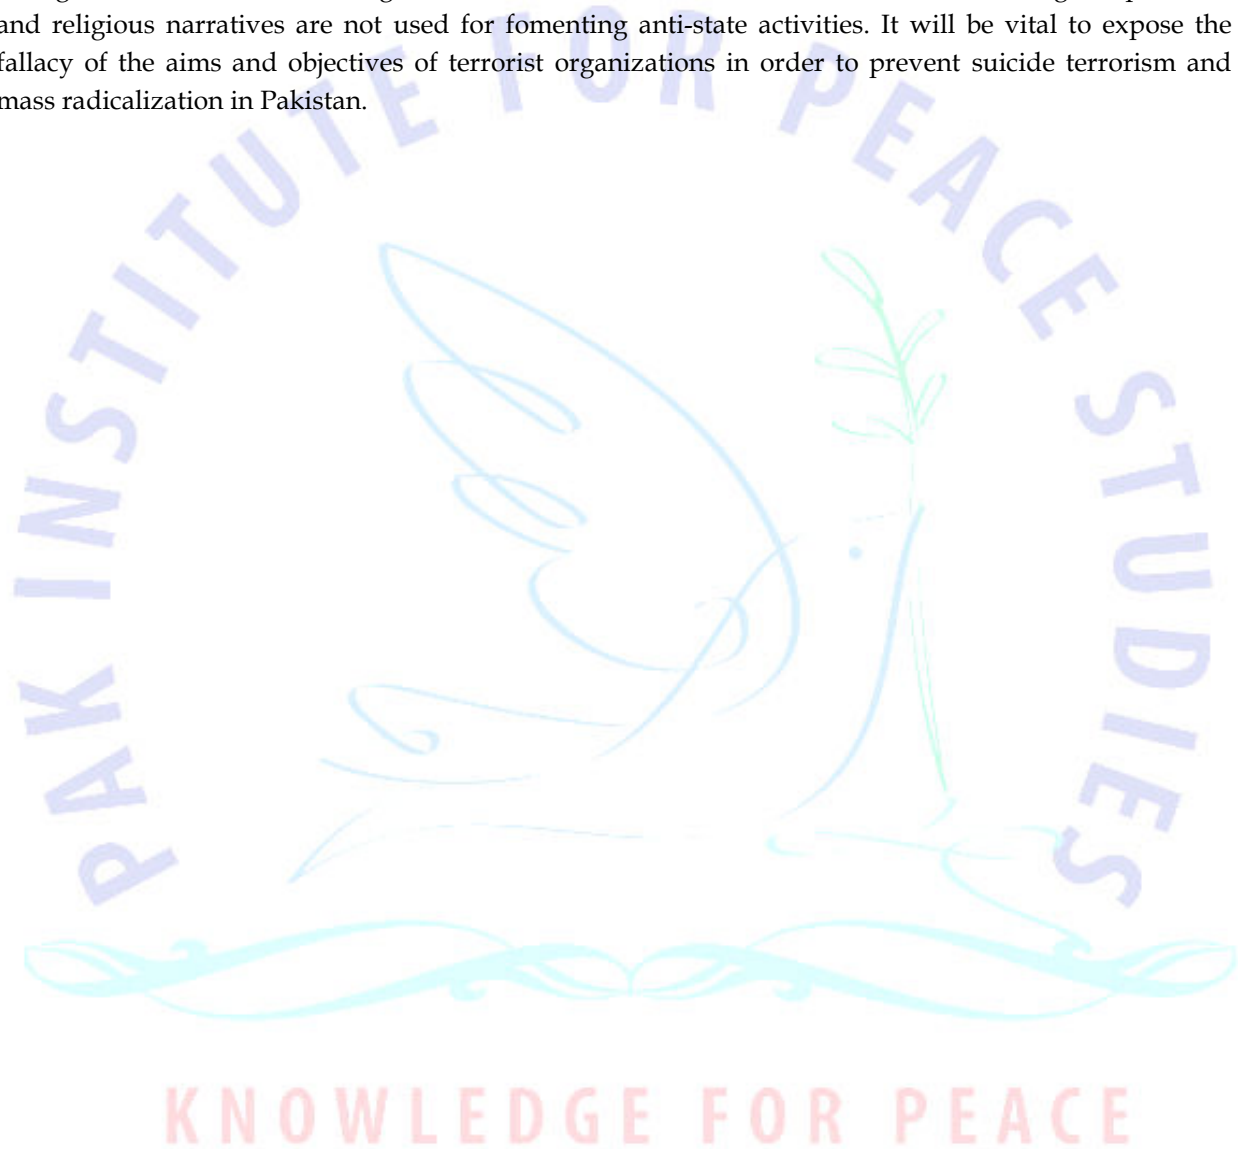 and religious narratives are not used for fomenting anti-state activities. It will be vital to expose the
fallacy of the aims and objectives of terrorist organizations in order to prevent suicide terrorism and
mass radicalization in Pakistan.
PAK INSTITUTE FOR PEACE STUDIES
KNOWLEDGE FOR PEACE